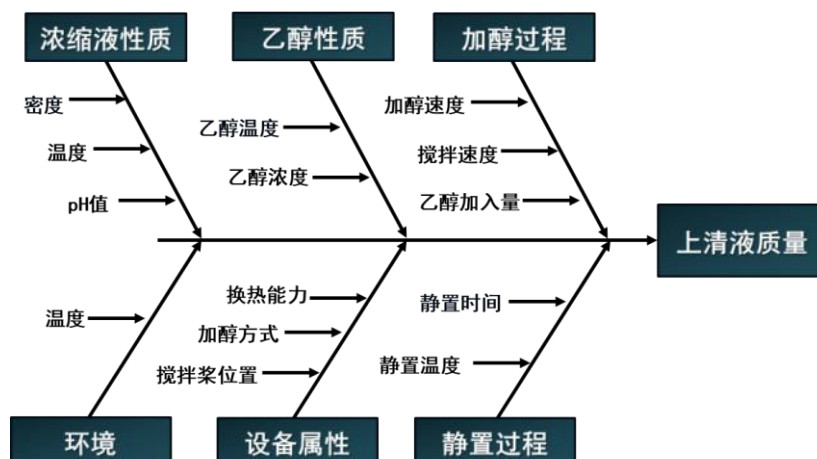 浓缩液性质
乙醇性质
加醇过程
密度
温度
pH值
乙醇温度
乙醇浓度
加醇速度
搅拌速度
乙醇加入量
上清液质量
温度
换热能力
加醇方式
搅拌桨位置
静置时间
静置温度
环境
设备属性
静置过程